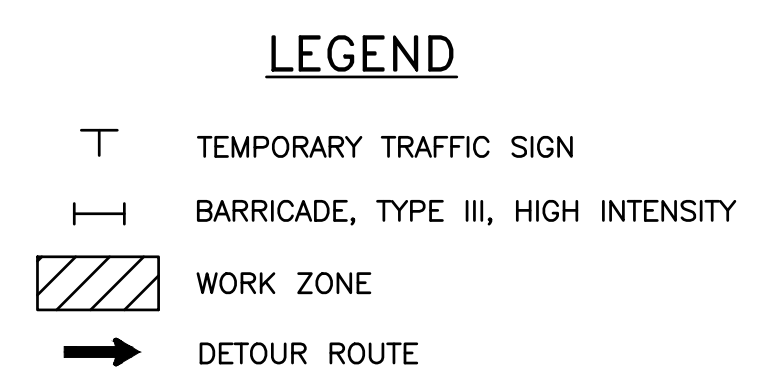 LEGEND
TEMPORARY TRAFFIC SIGN
BARRICADE, TYPE III, HIGH INTENSITY
WORK ZONE
DETOUR ROUTE